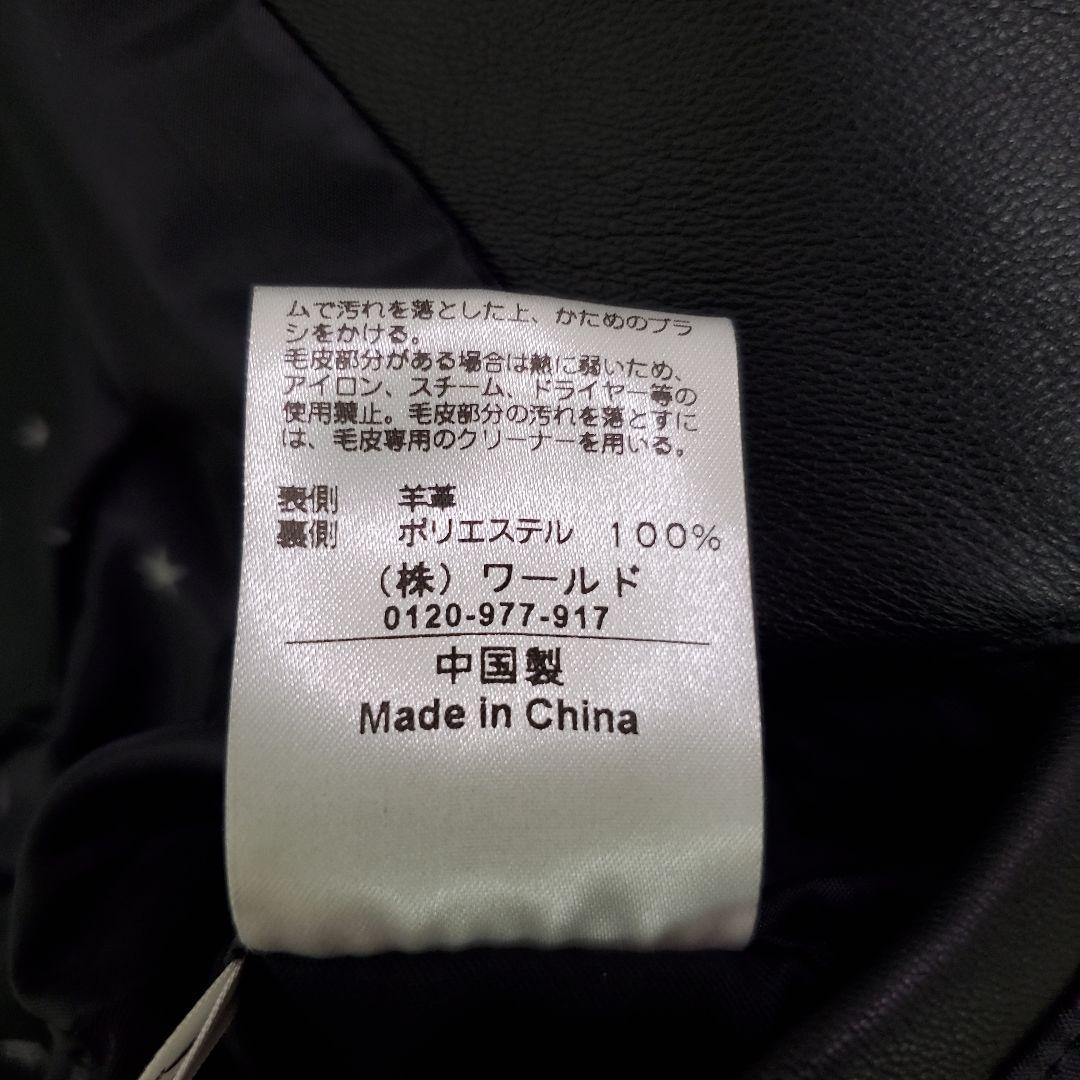 ムで汚れを落とした上、かためのブラ
シをかける。
毛皮部分がある場合は熱に弱いため、
アイロン、スチーム、ドライヤー等の
使用禁止。毛皮部分の汚れを落とすに
は、毛皮専用のクリーナーを用いる。
表側 羊革
裏側 ポリエステル 100%
（株）ワールド
0120-977-917
中国製
Made in China